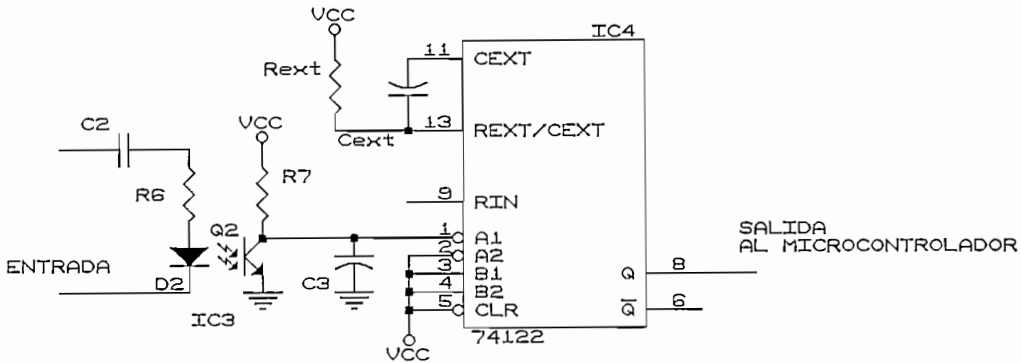 VCC
IC4
11
CEXT
Rext
Cext
13
REXT/CEXT
C2
VCC
R6
R7
9
RIN
Q2
1
A1
2
A2
3
B1
4
B2
5
CLR
ENTRADA
D2
C3
IC3
SALIDA
AL MICROCONTROLADOR
Q
8
Q
6
74122
VCC